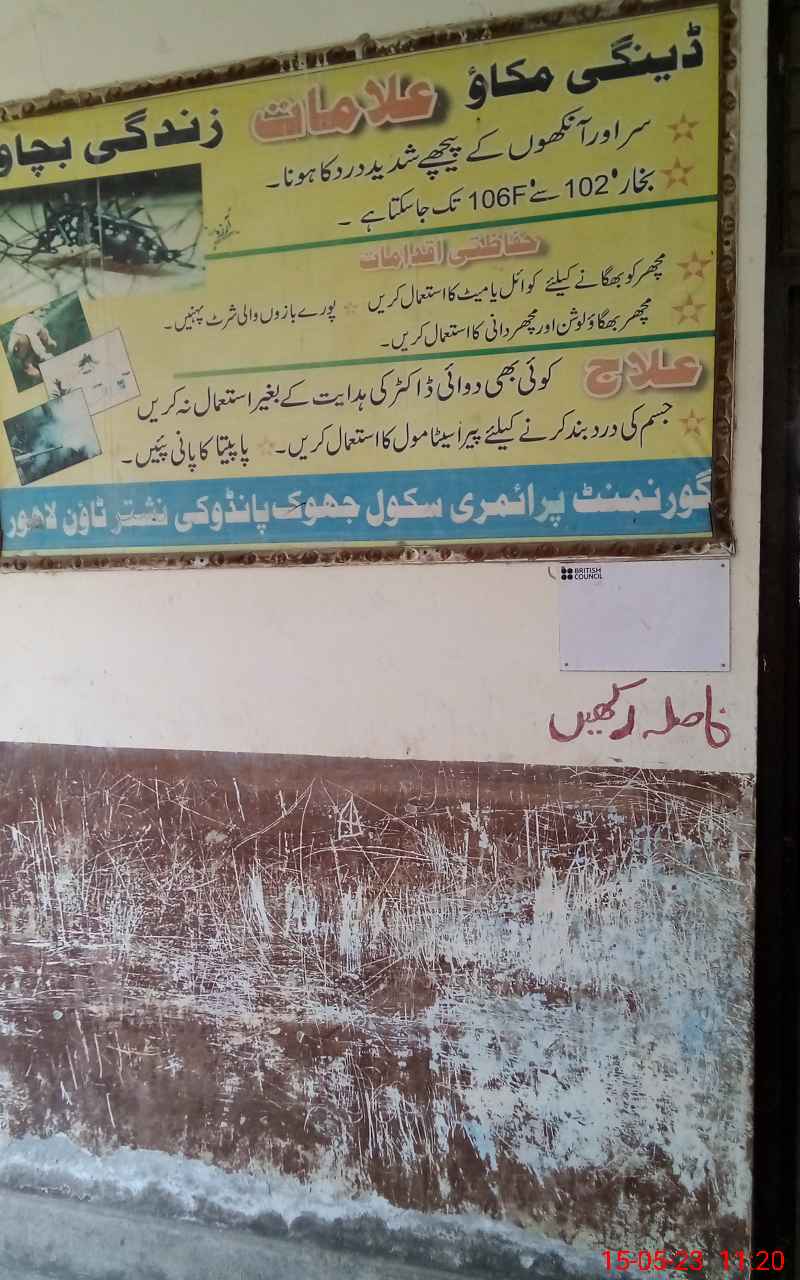 ڈینگی مکاؤ علامات زندگی بچاو
سر اور آنکھوں کے پیچھے شدید درد کا ہونا۔
بخار 102° سے 106F° تک جا سکتا ہے ۔
حفاظتی اقدامات
مچھر کو بھگانے کیلئے کوائل یا میٹ کا استعمال کریں پورے بازوں والی شرٹ پہنیں۔
مچھر بھگاؤ لوشن اور مچھر دانی کا استعمال کریں۔
علاج کوئی بھی دوائی ڈاکٹر کی ہدایت کے بغیر استعمال نہ کریں
جسم کی درد بند کرنے کیلئے پیراسیٹامول کا استعمال کریں۔ پاپیتا کا پانی پئیں۔
گورنمنٹ پرائمری سکول جھوک پانڈوکی نشتر ٹاؤن لاہور
BRITISH
COUNCIL
فاصلہ رکھیں
15-05-23 11:20